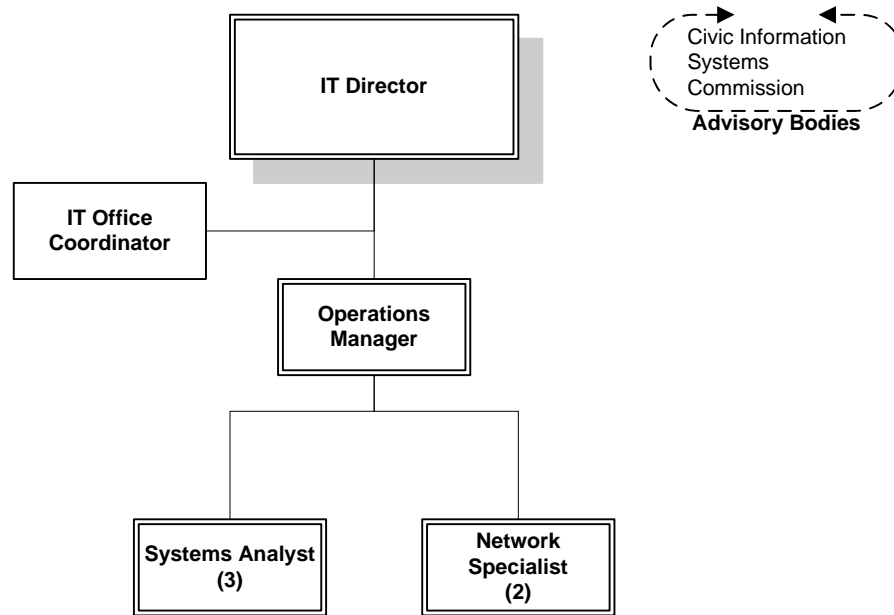 IT Director
Civic Information
Systems
Commission
Advisory Bodies
IT Office
Coordinator
Operations
Manager
Systems Analyst
(3)
Network
Specialist
(2)